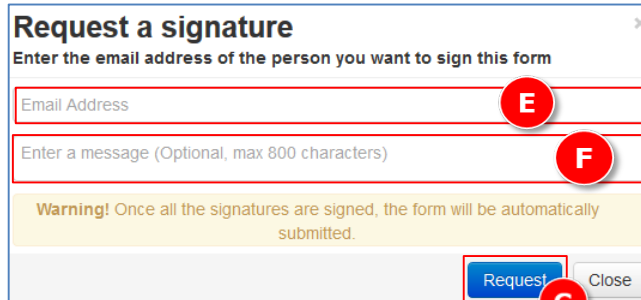 Request a signature
×
Enter the email address of the person you want to sign this form
Email Address
E
Enter a message (Optional, max 800 characters)
F
Warning! Once all the signatures are signed, the form will be automatically
submitted.
Request
Close